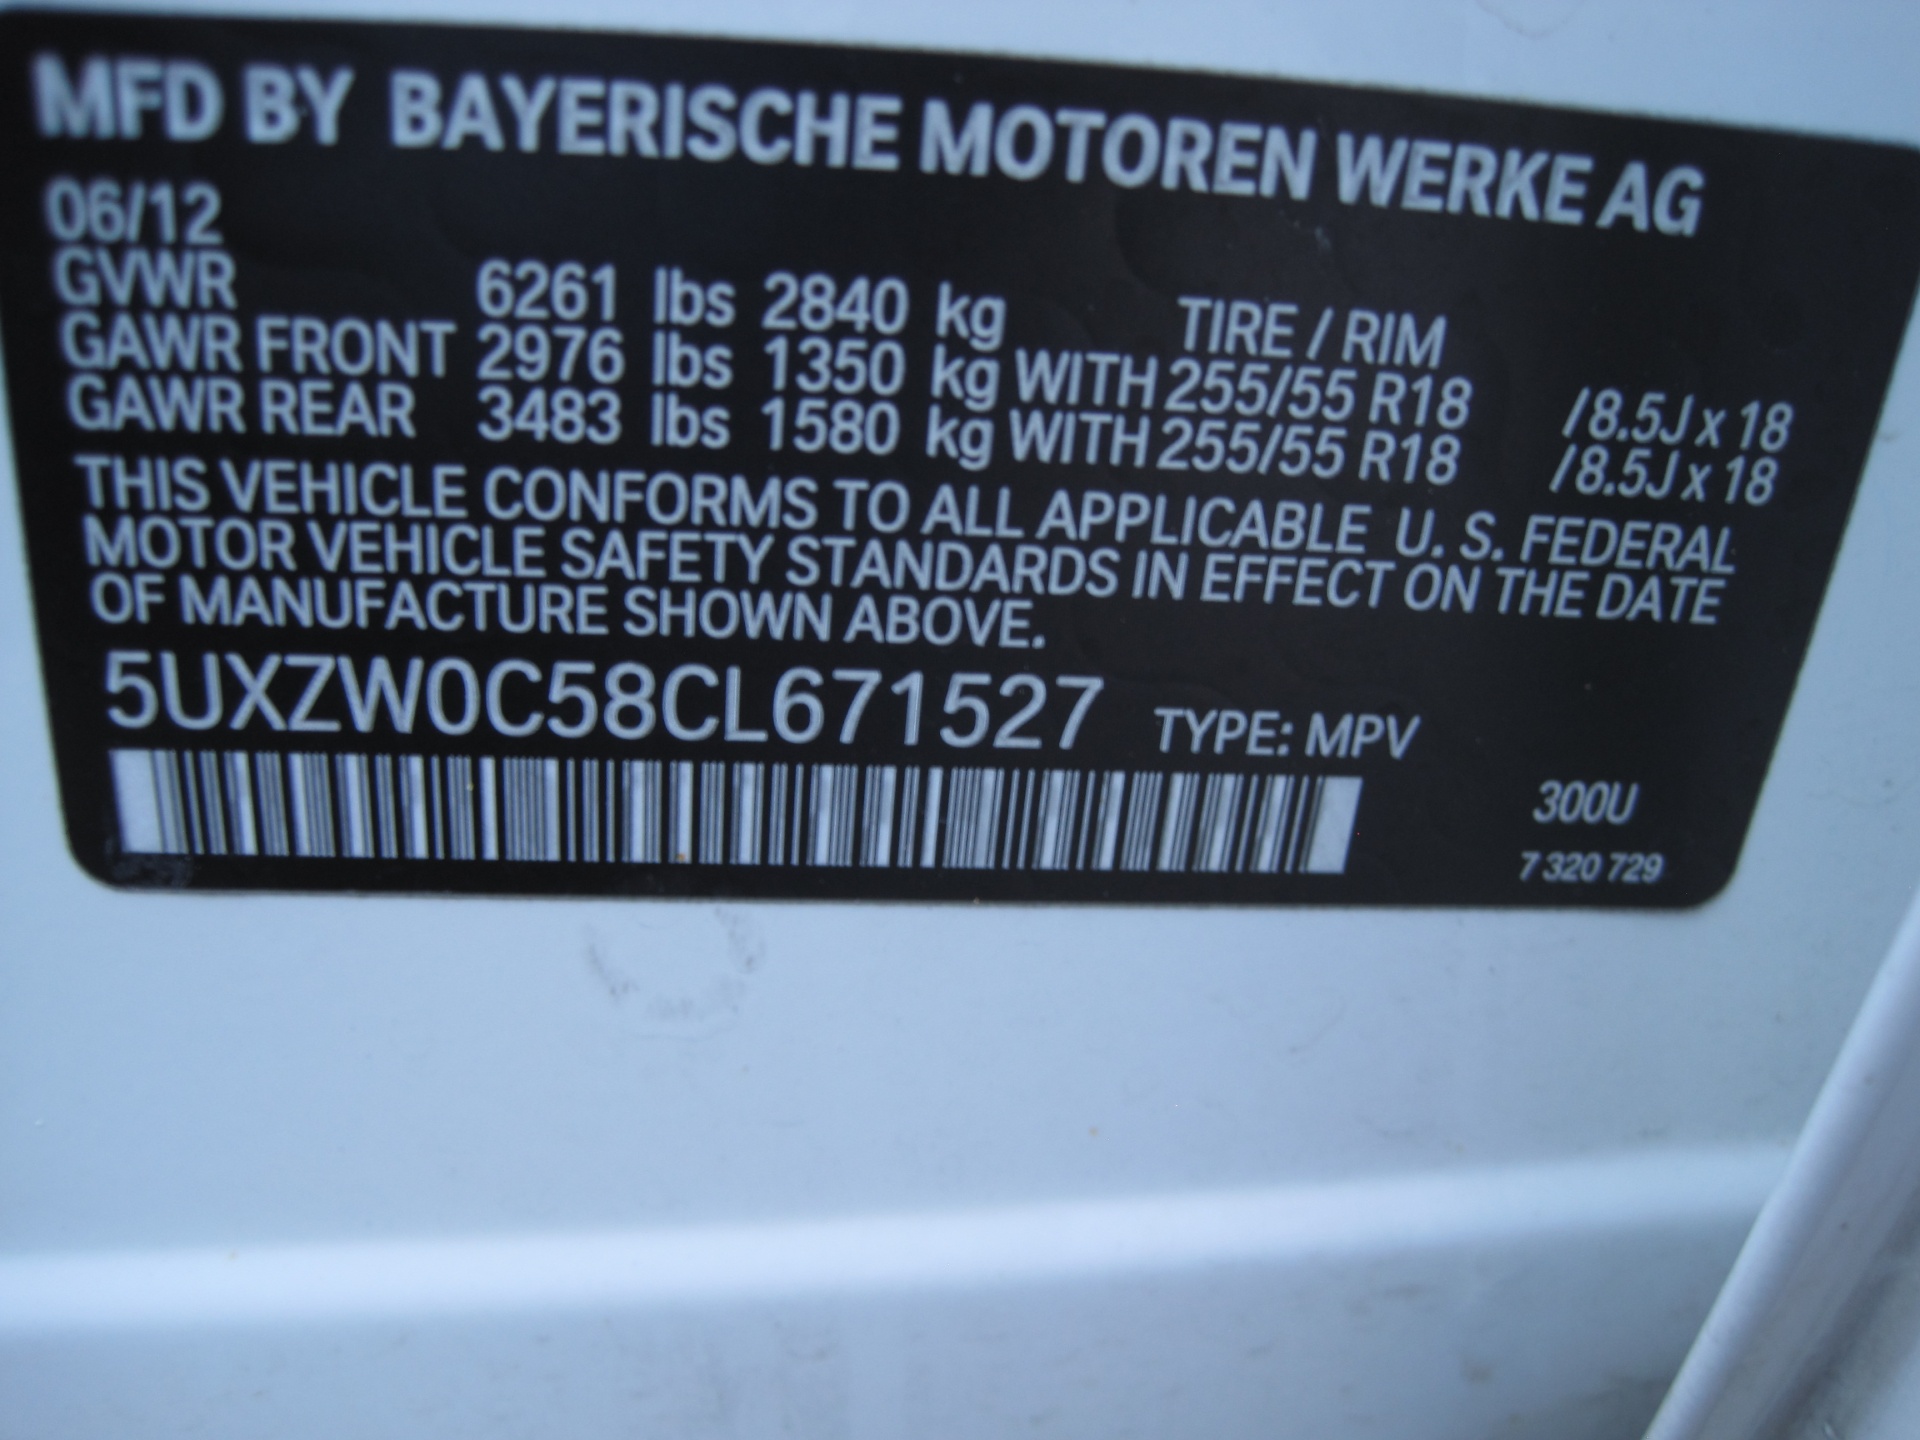 MFD BY BAYERISCHE MOTOREN WERKE AG
06/12
GVWR 6261 lbs 2840 kg TIRE / RIM
GAWR FRONT 2976 lbs 1350 kg WITH 255/55 R18 /8.5J x 18
GAWR REAR 3483 lbs 1580 kg WITH 255/55 R18 /8.5J x 18
THIS VEHICLE CONFORMS TO ALL APPLICABLE U. S. FEDERAL
MOTOR VEHICLE SAFETY STANDARDS IN EFFECT ON THE DATE
OF MANUFACTURE SHOWN ABOVE.
5UXZW0C58CL671527 TYPE: MPV
300U
7 320 729